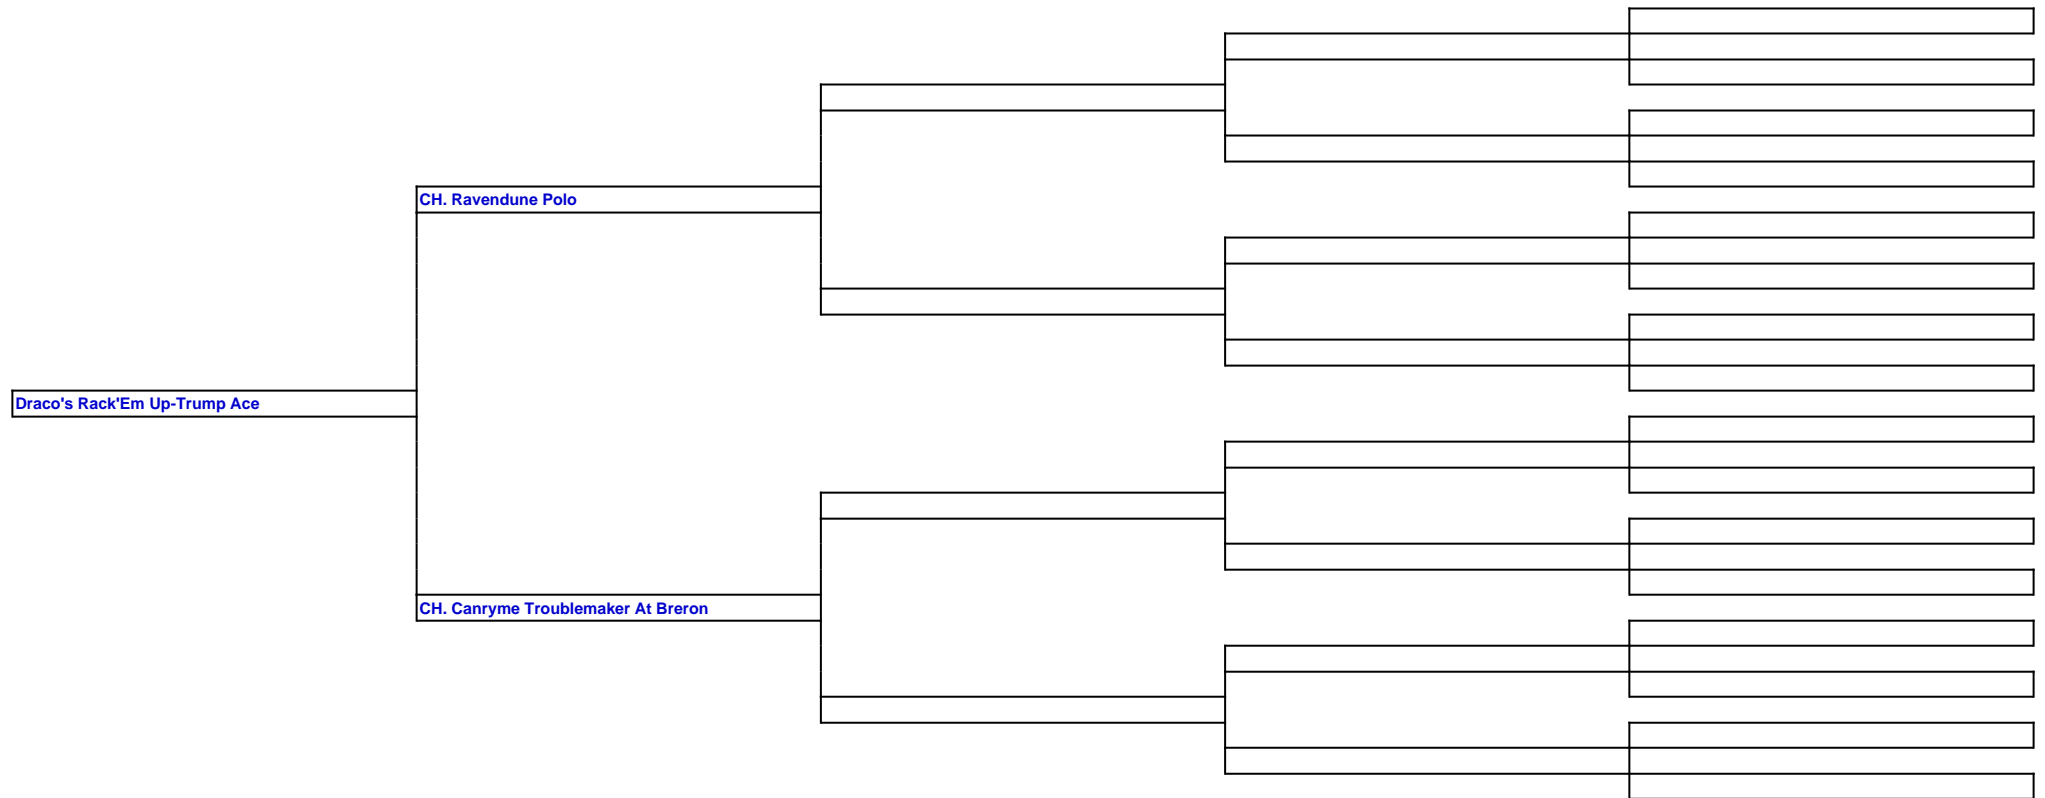 CH. Ravendune Polo
Draco's Rack'Em Up-Trump Ace
CH. Canryme Troublemaker At Breron